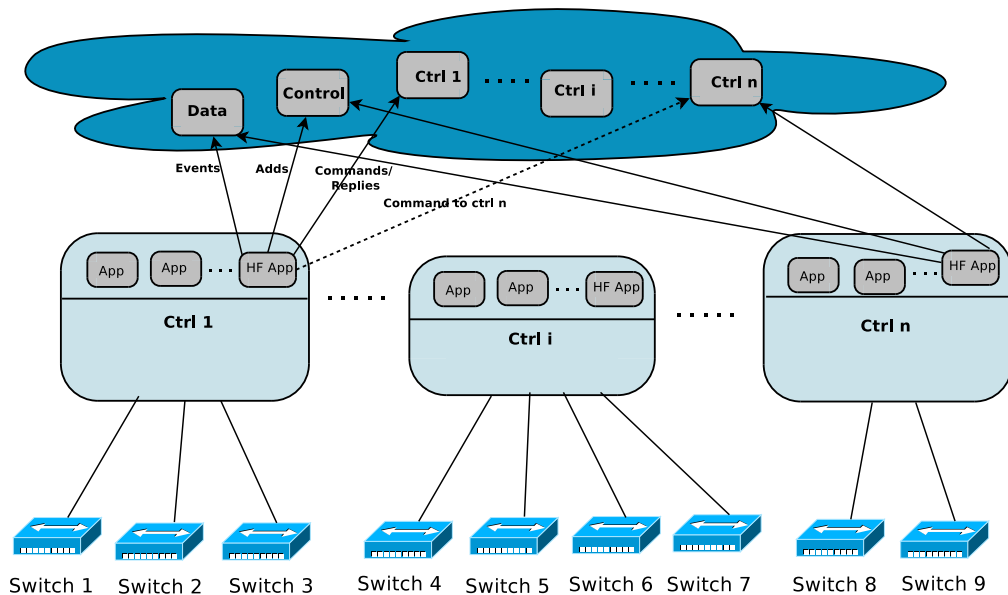 Ctrl 1
Ctrl i
Ctrl n
Control
Data
Events
Adds
Commands/
Replies
Command to ctrl n
App
App
HF App
Ctrl 1
App
App
HF App
Ctrl i
App
App
HF App
Ctrl n
Switch 1
Switch 2
Switch 3
Switch 4
Switch 5
Switch 6
Switch 7
Switch 8
Switch 9